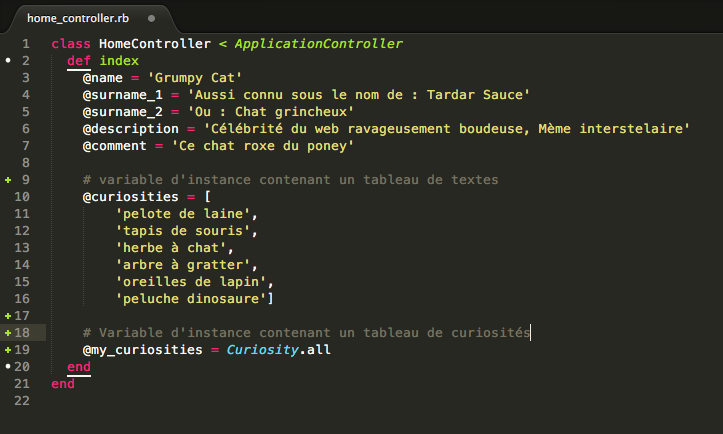 home_controller.rb
1 class HomeController < ApplicationController
2 def index
3 @name = 'Grumpy Cat'
4 @surname_1 = 'Aussi connu sous le nom de : Tardar Sauce'
5 @surname_2 = 'Ou : Chat grincheux'
6 @description = 'Célébrité du web ravageusement boudeuse, Mème interstelaire'
7 @comment = 'Ce chat roxe du poney'
8
9 # variable d'instance contenant un tableau de textes
10 @curiosities = [
11 'pelote de laine',
12 'tapis de souris',
13 'herbe à chat',
14 'arbre à gratter',
15 'oreilles de lapin',
16 'peluche dinosaure']
17
18 # Variable d'instance contenant un tableau de curiosités
19 @my_curiosities = Curiosity.all
20 end
21 end
22